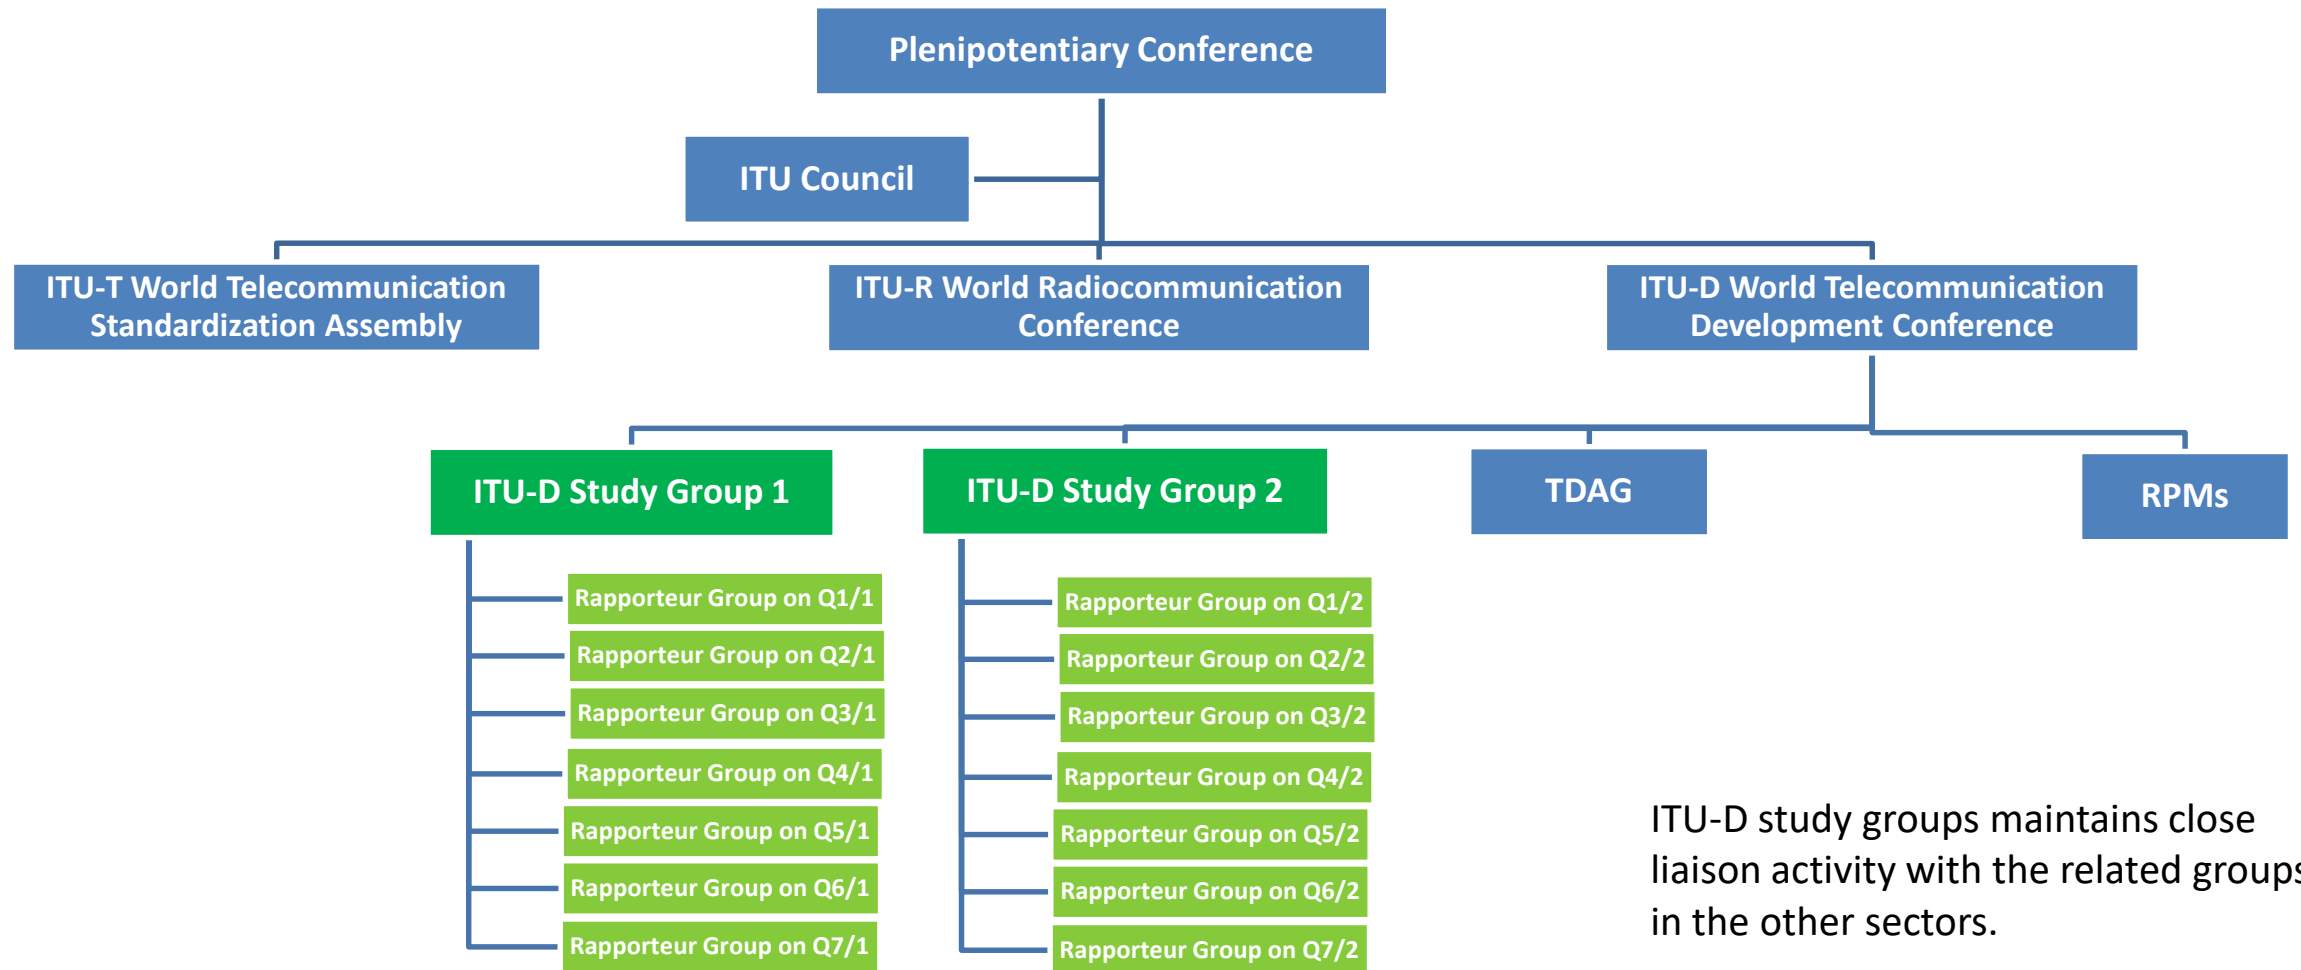 Plenipotentiary Conference
ITU Council
ITU-T World Telecommunication
Standardization Assembly
ITU-R World Radiocommunication
Conference
ITU-D World Telecommunication
Development Conference
ITU-D Study Group 1
ITU-D Study Group 2
TDAG
RPMs
Rapporteur Group on Q1/1
Rapporteur Group on Q2/1
Rapporteur Group on Q3/1
Rapporteur Group on Q4/1
Rapporteur Group on Q5/1
Rapporteur Group on Q6/1
Rapporteur Group on Q7/1
Rapporteur Group on Q1/2
Rapporteur Group on Q2/2
Rapporteur Group on Q3/2
Rapporteur Group on Q4/2
Rapporteur Group on Q5/2
Rapporteur Group on Q6/2
Rapporteur Group on Q7/2
ITU-D study groups maintains close
liaison activity with the related groups
in the other sectors.